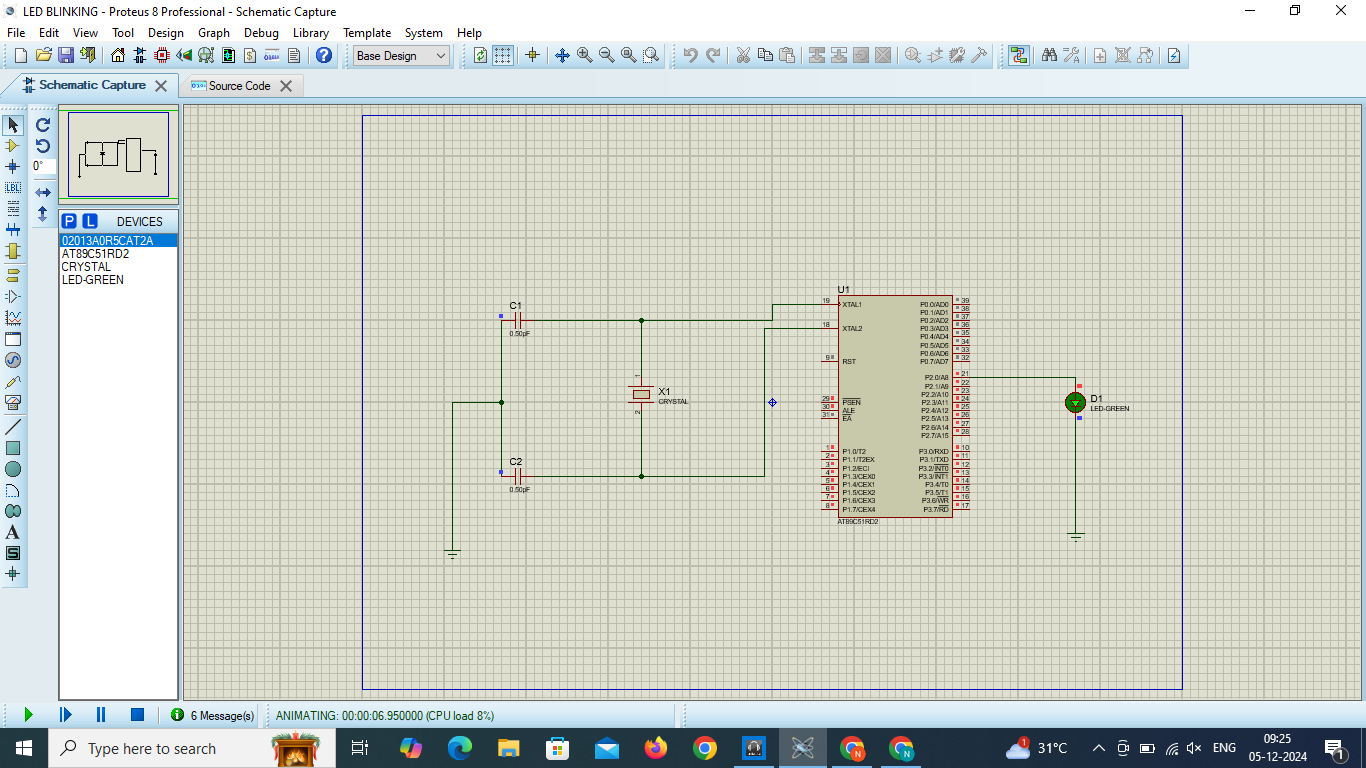 LED BLINKING - Proteus 8 Professional - Schematic Capture
File Edit View Tool Design Graph Debug Library Template System Help
Base Design
Schematic Capture
Source Code
0°
LBL
A
S
P L DEVICES
02013A0R5CAT2A
AT89C51RD2
CRYSTAL
LED-GREEN
C1
0.50pF
C2
0.50pF
1
X1
CRYSTAL
2
U1
19 XTAL1
18 XTAL2
9 RST
29 PSEN
30 ALE
31 EA
1 P1.0/T2
2 P1.1/T2EX
3 P1.2/ECI
4 P1.3/CEX0
5 P1.4/CEX1
6 P1.5/CEX2
7 P1.6/CEX3
8 P1.7/CEX4
P0.0/AD0 39
P0.1/AD1 38
P0.2/AD2 37
P0.3/AD3 36
P0.4/AD4 35
P0.5/AD5 34
P0.6/AD6 33
P0.7/AD7 32
P2.0/A8 21
P2.1/A9 22
P2.2/A10 23
P2.3/A11 24
P2.4/A12 25
P2.5/A13 26
P2.6/A14 27
P2.7/A15 28
P3.0/RXD 10
P3.1/TXD 11
P3.2/INT0 12
P3.3/INT1 13
P3.4/T0 14
P3.5/T1 15
P3.6/WR 16
P3.7/RD 17
AT89C51RD2
D1
LED-GREEN
6 Message(s)
ANIMATING: 00:00:06.950000 (CPU load 8%)
Type here to search
N
N
1
31°C
ENG
09:25
05-12-2024
1